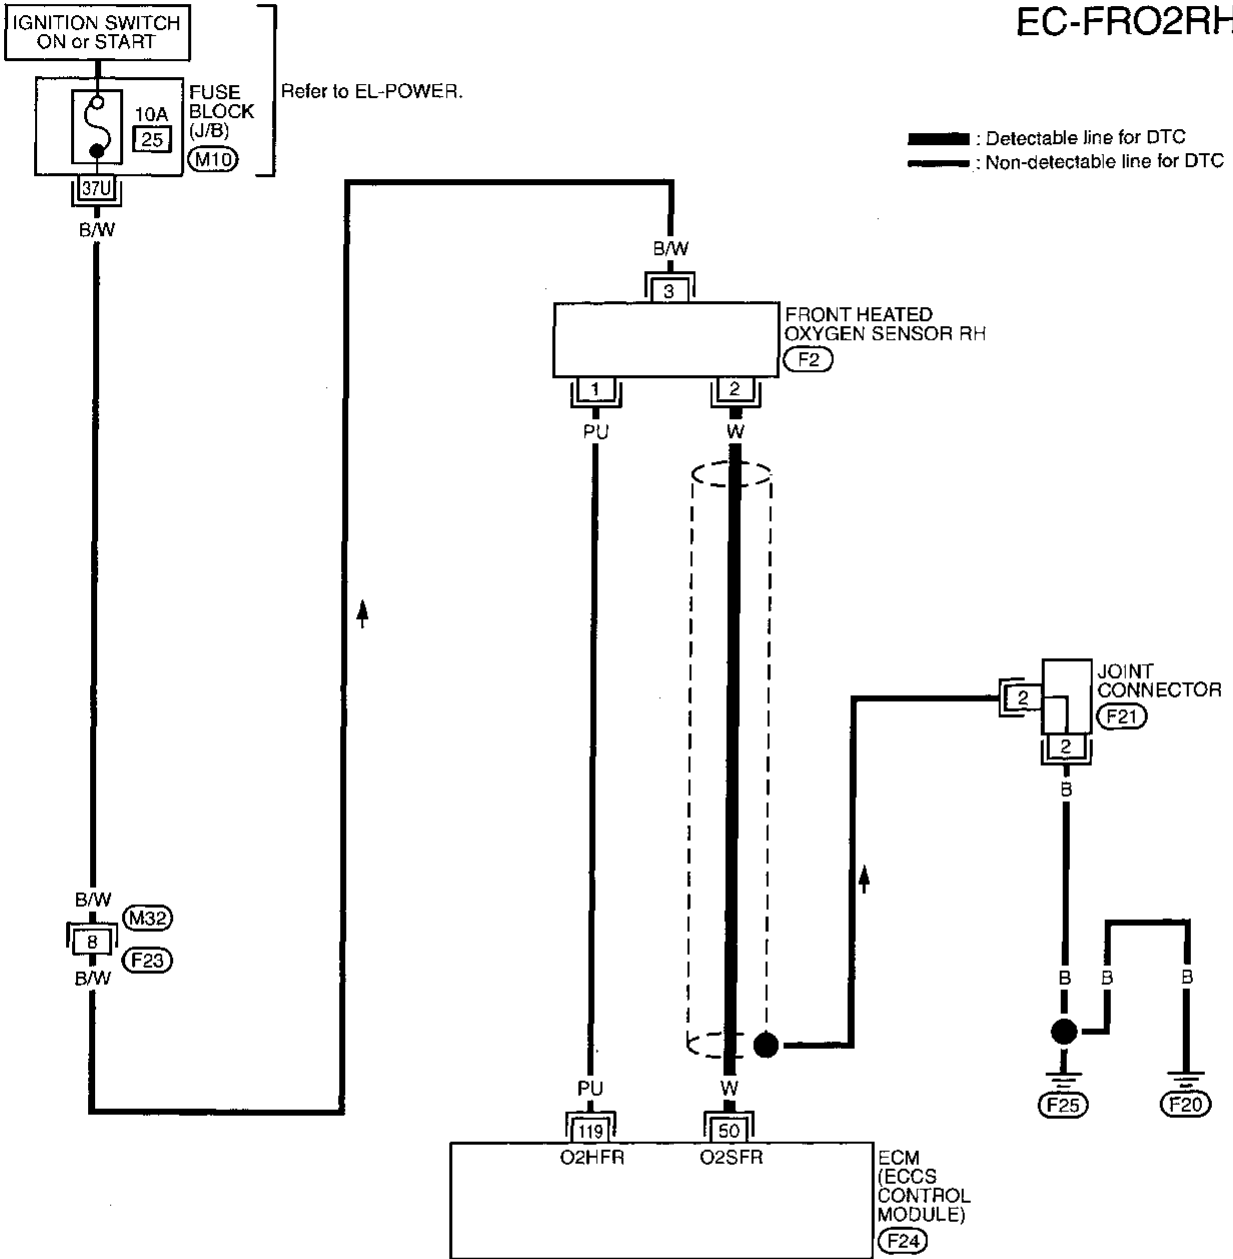 EC-FRO2RH
IGNITION SWITCH
ON or START
FUSE
BLOCK
(J/B)
M10
10A
25
Refer to EL-POWER.
: Detectable line for DTC
: Non-detectable line for DTC
37U
B/W
B/W
3
FRONT HEATED
OXYGEN SENSOR RH
F2
1
2
PU
W
JOINT
CONNECTOR
F21
2
2
B
B/W
M32
8
F23
B/W
B
B
B
F25
F20
PU
W
119
50
O2HFR
O2SFR
ECM
(ECCS
CONTROL
MODULE)
F24